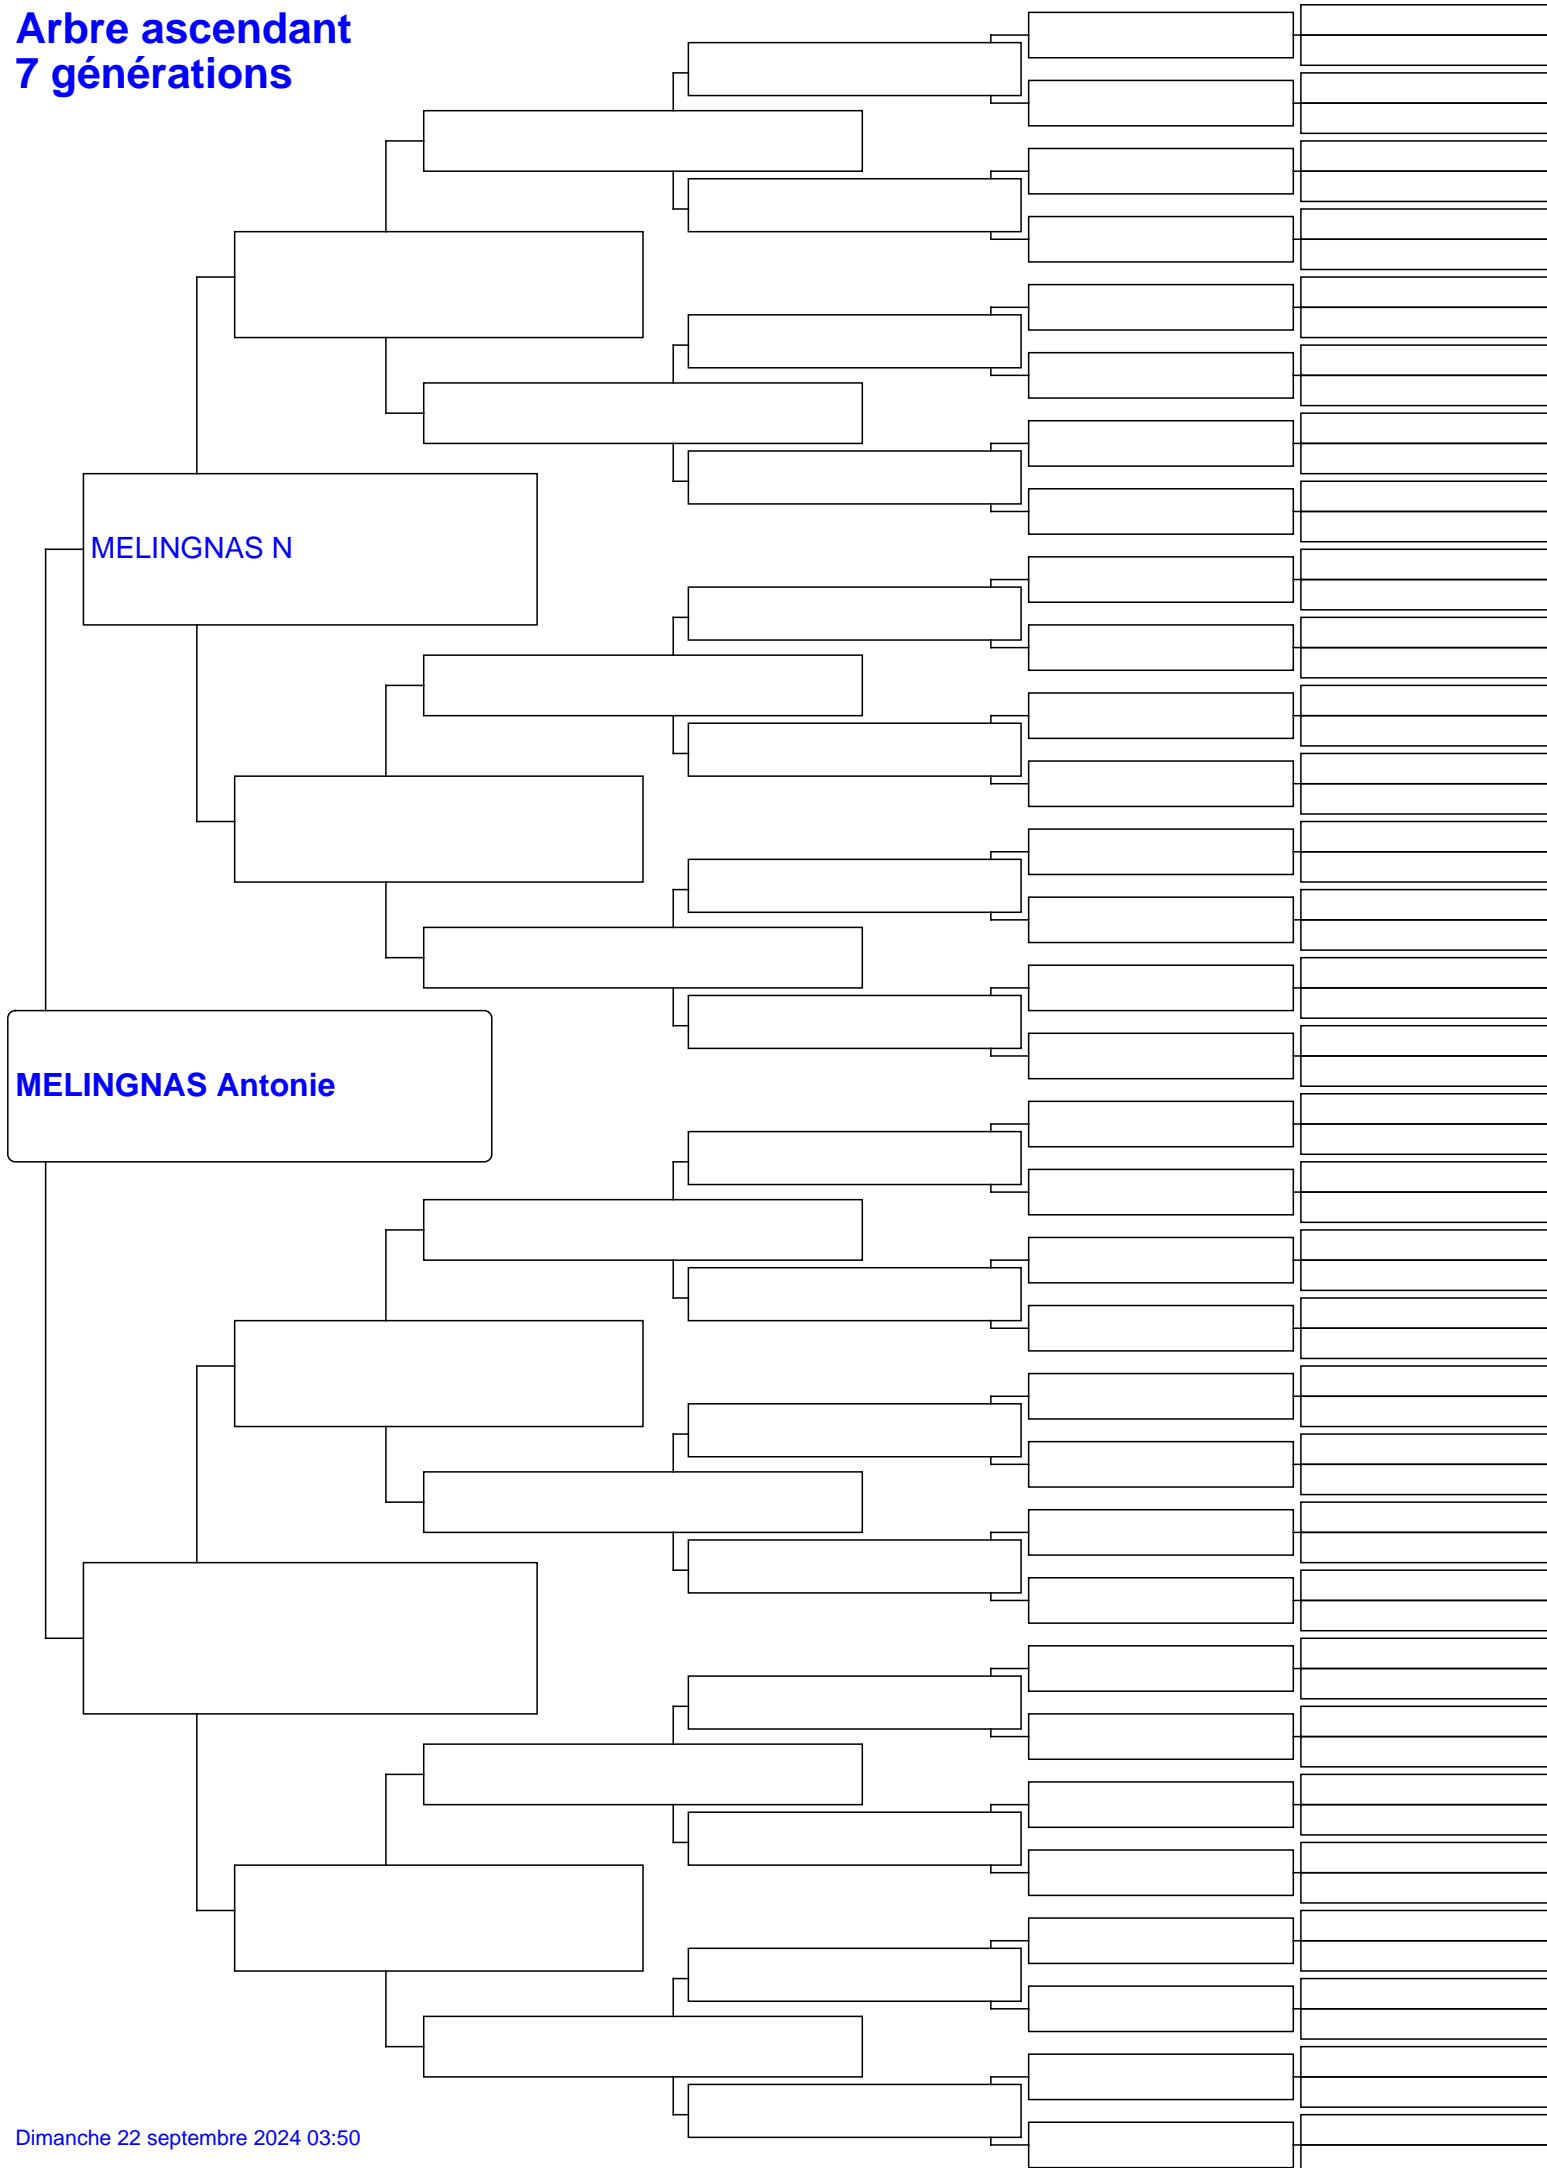 Arbre ascendant
7 générations
MELINGNAS N
MELINGNAS Antonie
Dimanche 22 septembre 2024 03:50